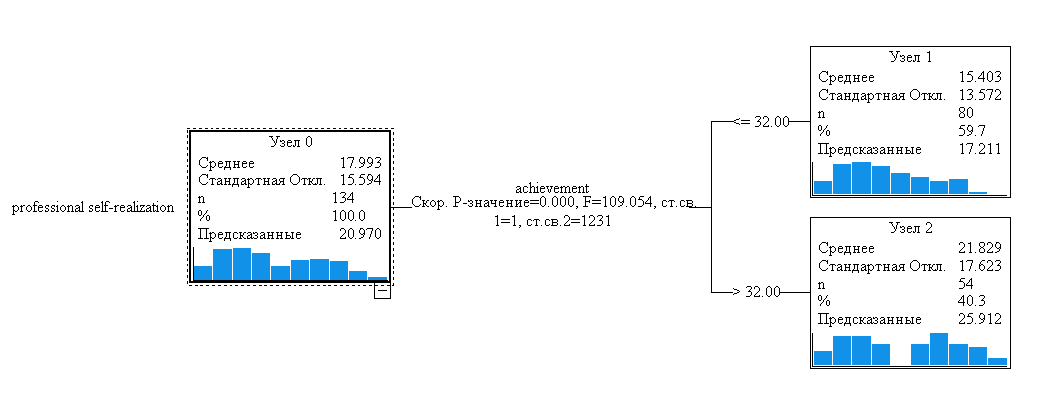 professional self-realization
Узел 0
Среднее 17.993
Стандартная Откл. 15.594
n 134
% 100.0
Предсказанные 20.970
achievement
Скор. P-значение=0.000, F=109.054, ст.св.
1=1, ст.св.2=1231
<= 32.00
Узел 1
Среднее 15.403
Стандартная Откл. 13.572
n 80
% 59.7
Предсказанные 17.211
> 32.00
Узел 2
Среднее 21.829
Стандартная Откл. 17.623
n 54
% 40.3
Предсказанные 25.912